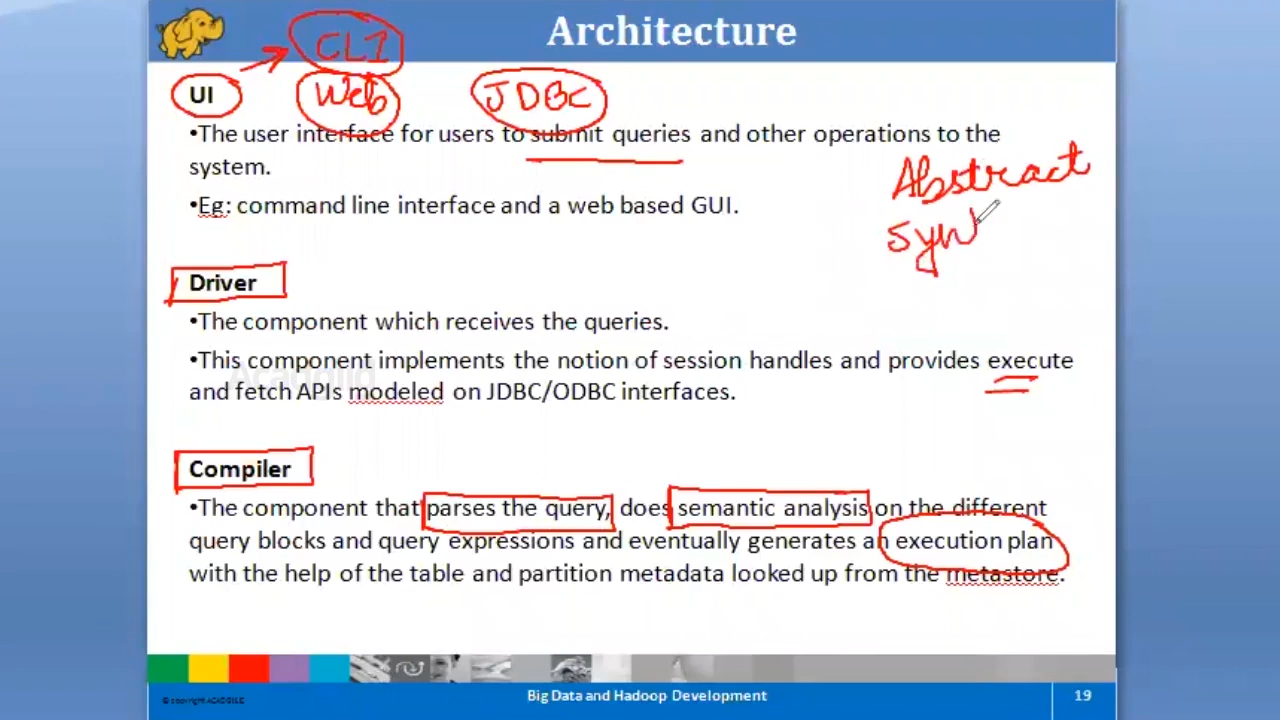 Architecture
CLI
UI
Web
JDBC
•The user interface for users to submit queries and other operations to the
system.
Abstract
•Eg: command line interface and a web based GUI.
Syn
Driver
•The component which receives the queries.
•This component implements the notion of session handles and provides execute
Acadgild
and fetch APIs modeled on JDBC/ODBC interfaces.
Compiler
•The component that parses the query, does semantic analysis on the different
query blocks and query expressions and eventually generates an execution plan
with the help of the table and partition metadata looked up from the metastore.
© copyright ACADGILD
Big Data and Hadoop Development
19